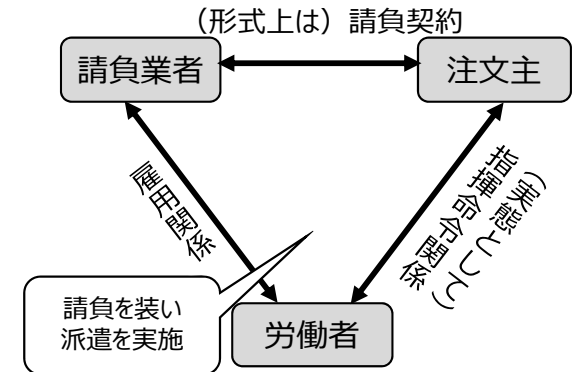 （形式上は）請負契約
請負業者
注文主
雇用関係
（実態として）
指揮命令関係
請負を装い
派遣を実施
労働者